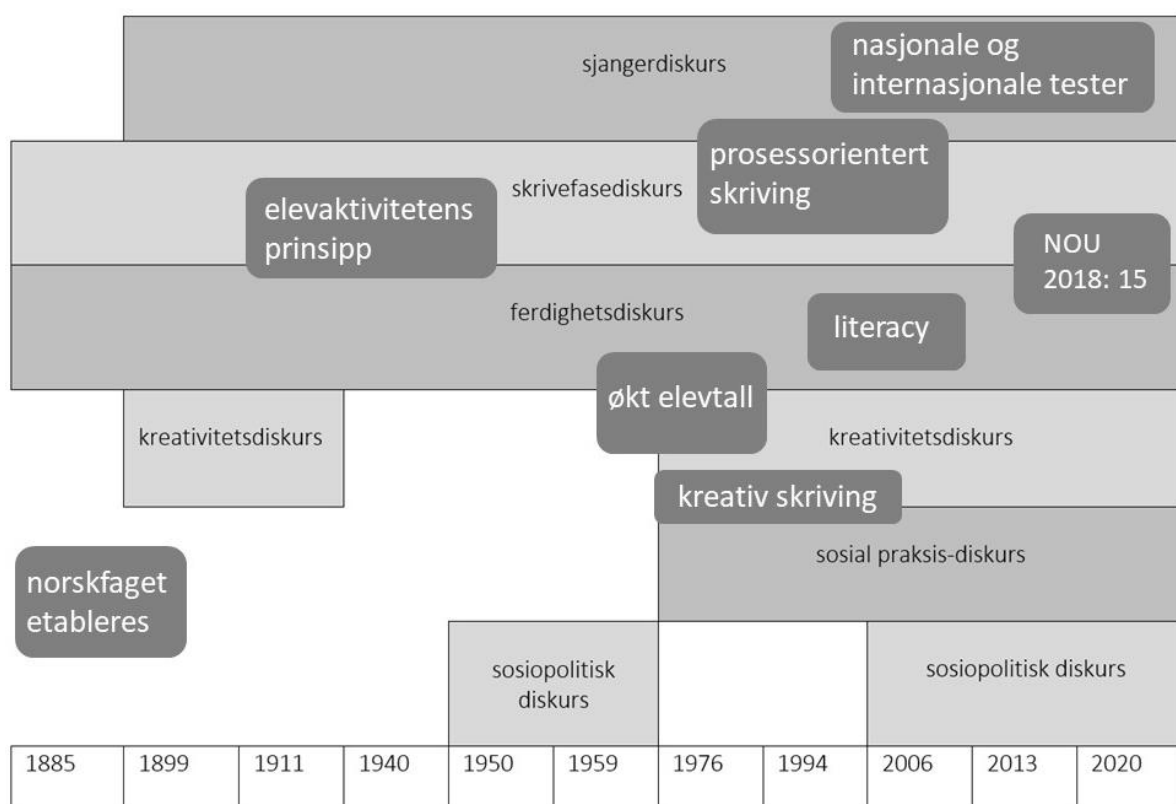 sjangerdiskurs
nasjonale og
internasjonale tester
skrivefasediskurs
prosessorientert
skriving
elevaktivitetens
prinsipp
NOU
2018: 15
ferdighetsdiskurs
literacy
økt elevtall
kreativitetsdiskurs
kreativitetsdiskurs
kreativ skriving
sosial praksis-diskurs
norskfaget
etableres
sosiopolitisk
diskurs
sosiopolitisk diskurs
1885 1899 1911 1940 1950 1959 1976 1994 2006 2013 2020